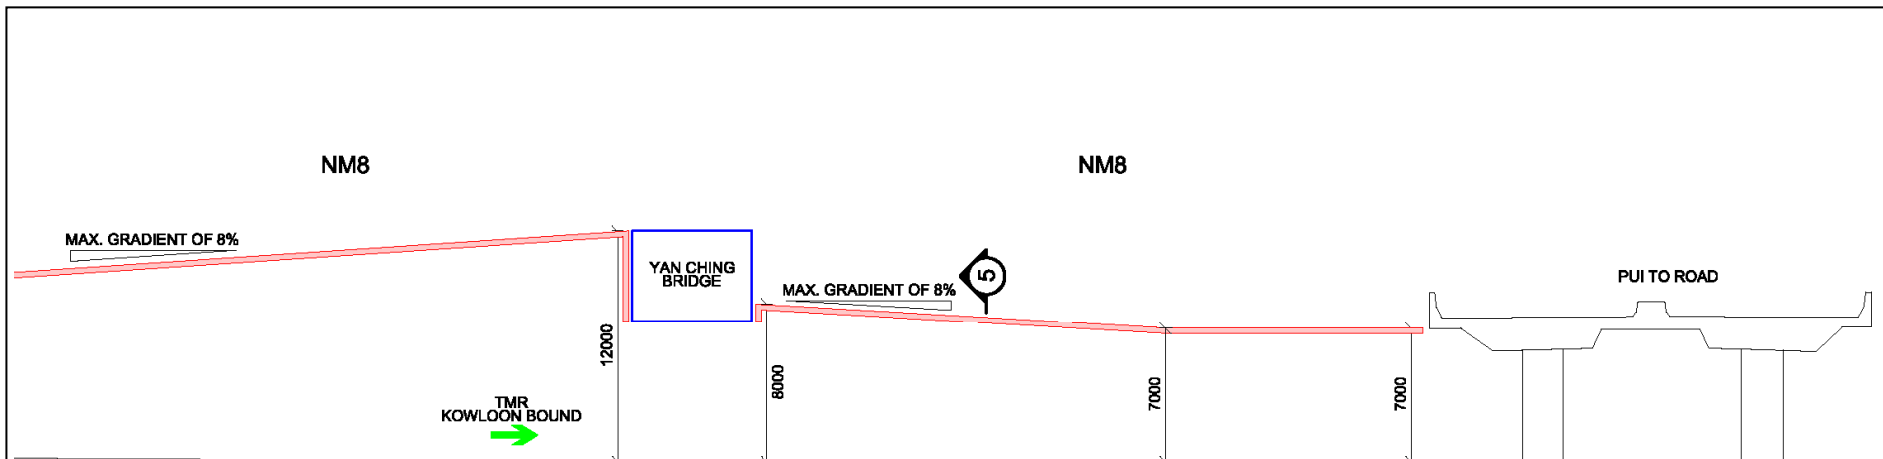 NM8
NM8
MAX. GRADIENT OF 8%
YAN CHING
BRIDGE
MAX. GRADIENT OF 8%
5
PUI TO ROAD
12000
8000
7000
7000
TMR
KOWLOON BOUND